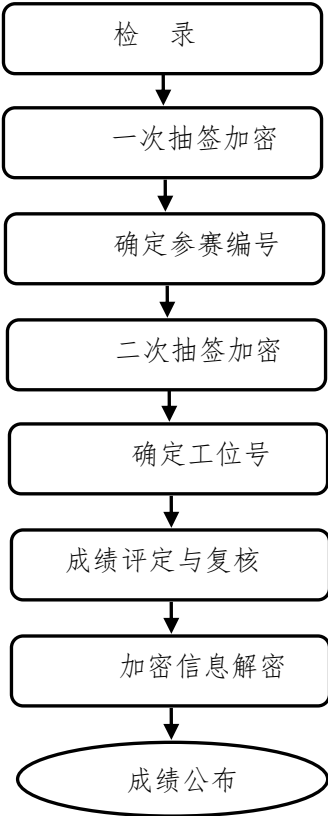 检 录
一次抽签加密
确定参赛编号
二次抽签加密
确定工位号
成绩评定与复核
加密信息解密
成绩公布